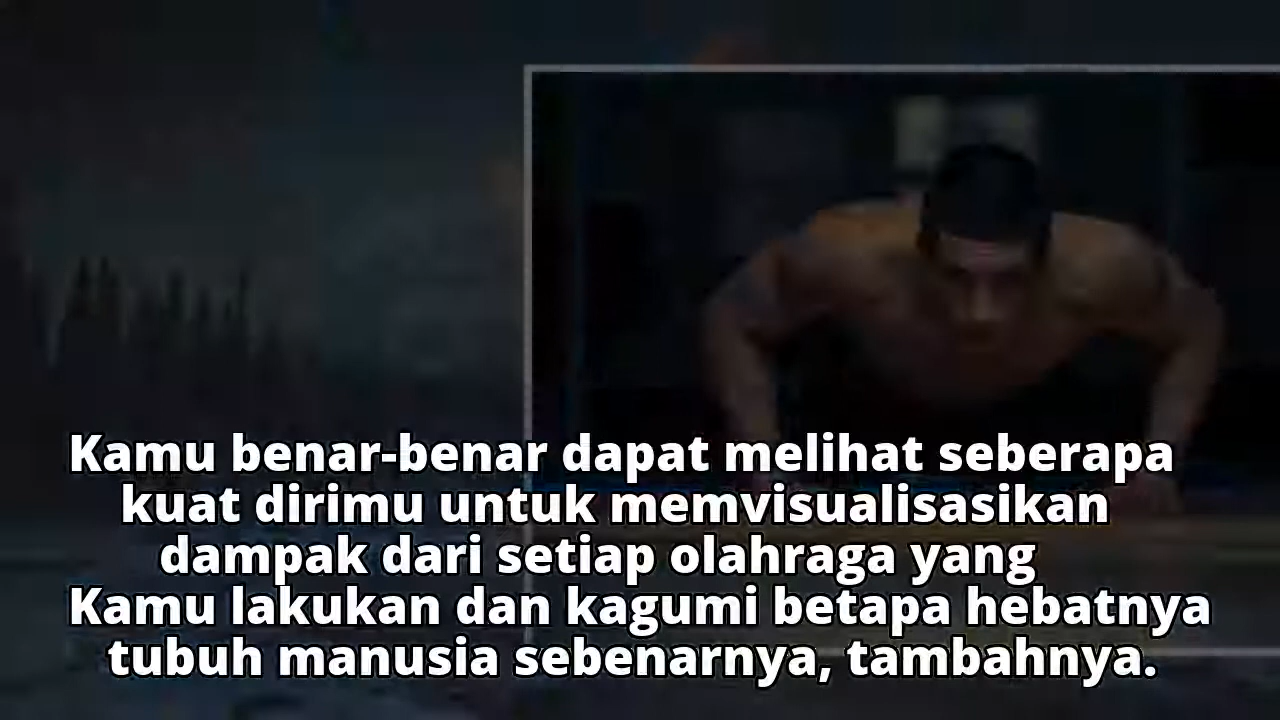 Kamu benar-benar dapat melihat seberapa
kuat dirimu untuk memvisualisasikan
dampak dari setiap olahraga yang
Kamu lakukan dan kagumi betapa hebatnya
tubuh manusia sebenarnya, tambahnya.